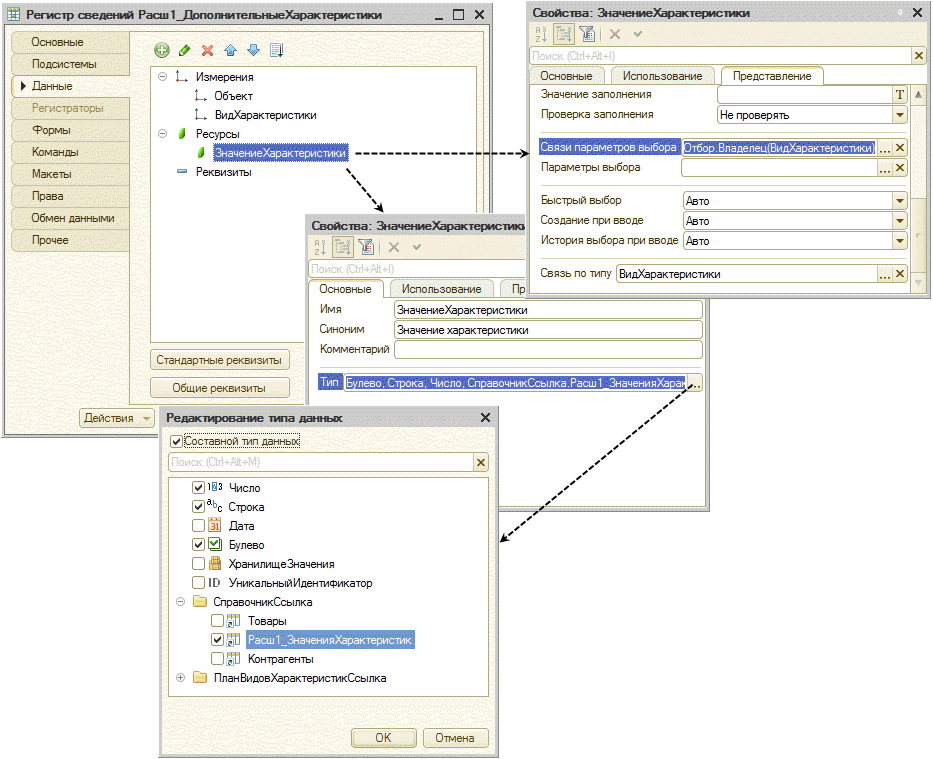 Регистр сведений Расш1_ДополнительныеХарактеристики
Основные
Подсистемы
Данные
Регистраторы
Формы
Команды
Макеты
Права
Обмен данными
Прочее
Измерения
Объект
ВидХарактеристики
Ресурсы
ЗначениеХарактеристики
Реквизиты
Стандартные реквизиты
Общие реквизиты
Действия
Свойства: ЗначениеХарактеристики
Поиск (Ctrl+Alt+I)
Основные Использование Представление
Значение заполнения
T
Проверка заполнения Не проверять
Связи параметров выбора Отбор.Владелец(ВидХарактеристики) ...
Параметры выбора ...
Быстрый выбор Авто
Создание при вводе Авто
История выбора при вводе Авто
Связь по типу ВидХарактеристики ...
Свойства: ЗначениеХарактеристики
Поиск (Ctrl+Alt+I)
Основные Использование Пр
Имя ЗначениеХарактеристики
Синоним Значение характеристики
Комментарий
Тип Булево, Строка, Число, СправочникСсылка.Расш1_ЗначенияХарак ...
Редактирование типа данных
Составной тип данных
Поиск (Ctrl+Alt+M)
Число
Строка
Дата
Булево
ХранилищеЗначения
ID УникальныйИдентификатор
СправочникСсылка
Товары
Расш1_ЗначенияХарактеристик
Контрагенты
ПланВидовХарактеристикСсылка
OK Отмена